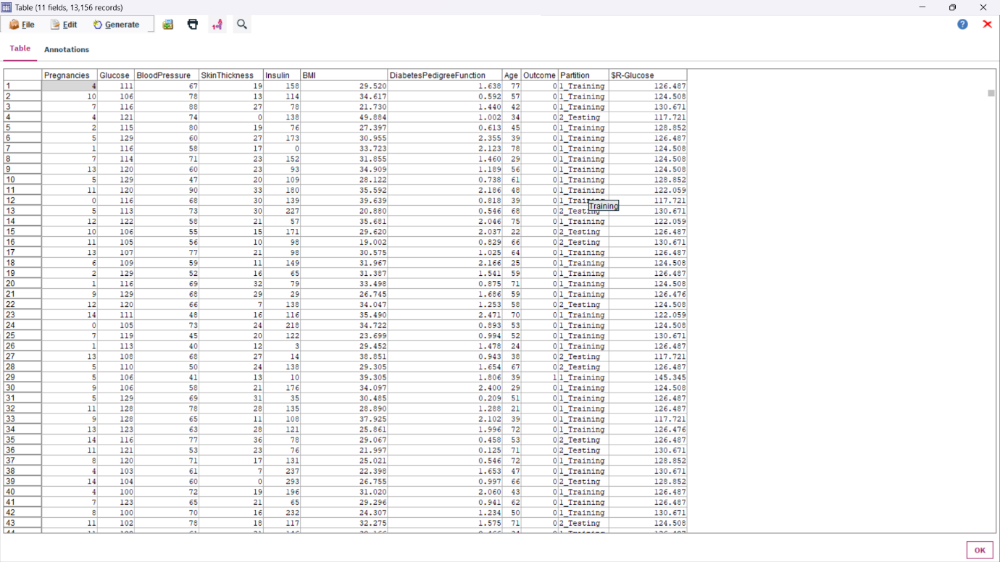 Table (11 fields, 13,156 records)
File Edit Generate
Table Annotations
Pregnancies Glucose BloodPressure SkinThickness Insulin BMI DiabetesPedigreeFunction Age Outcome Partition $R-Glucose
1 4 111 67 19 158 29.520 1.638 77 0 1_Training 126.487
2 10 106 78 13 114 34.617 0.592 57 0 1_Training 124.508
3 7 116 88 27 78 21.730 1.440 42 0 1_Training 130.671
4 4 121 74 0 138 49.884 1.002 34 0 2_Testing 117.721
5 2 115 80 19 76 27.397 0.613 45 0 1_Training 128.852
6 5 129 60 27 173 30.955 2.355 39 0 1_Training 126.487
7 1 116 58 17 0 33.723 2.123 78 0 1_Training 124.508
8 7 114 71 23 152 31.855 1.460 29 0 1_Training 124.508
9 13 120 60 23 93 34.909 1.189 56 0 1_Training 124.508
10 5 129 47 20 109 28.122 0.738 61 0 1_Training 128.852
11 11 120 90 33 180 35.592 2.186 48 0 1_Training 122.059
12 0 116 68 30 139 39.639 0.818 39 0 1_Training 117.721
Training
13 5 113 73 30 227 20.880 0.546 68 0 2_Testing 130.671
14 12 122 58 21 57 35.681 2.046 75 0 1_Training 122.059
15 10 106 55 15 171 29.620 2.037 22 0 2_Testing 126.487
16 11 105 56 10 98 19.002 0.829 66 0 2_Testing 130.671
17 13 107 77 21 98 30.575 1.025 64 0 1_Training 126.487
18 6 109 59 11 149 31.967 2.166 25 0 1_Training 124.508
19 2 129 52 16 65 31.387 1.541 59 0 1_Training 126.487
20 1 116 69 32 79 33.498 0.875 71 0 1_Training 124.508
21 9 129 68 29 29 26.745 1.686 59 0 1_Training 126.476
22 12 120 66 7 138 34.047 1.253 58 0 2_Testing 124.508
23 14 111 48 16 116 35.490 2.471 70 0 1_Training 122.059
24 0 105 73 24 218 34.722 0.893 53 0 1_Training 124.508
25 7 119 45 20 122 23.699 0.994 52 0 1_Training 130.671
26 1 113 40 12 3 29.452 1.478 24 0 1_Training 126.487
27 13 108 68 27 14 38.851 0.943 38 0 2_Testing 117.721
28 5 110 50 24 138 29.305 1.654 67 0 2_Testing 126.487
29 5 106 41 13 10 39.305 1.806 39 1 1_Training 145.345
30 9 106 58 21 176 34.097 2.400 29 0 1_Training 124.508
31 5 129 69 31 35 30.485 0.209 51 0 1_Training 126.487
32 11 128 78 28 135 28.890 1.288 21 0 1_Training 126.487
33 9 128 65 11 108 37.925 2.102 39 0 1_Training 117.721
34 13 123 63 28 121 25.861 1.996 72 0 1_Training 126.476
35 14 116 77 36 78 29.067 0.458 53 0 2_Testing 126.487
36 11 121 53 23 76 21.997 0.125 71 0 2_Testing 130.671
37 8 120 71 17 131 25.021 0.546 72 0 1_Training 128.852
38 4 103 61 7 237 22.398 1.653 47 0 1_Training 130.671
39 14 104 60 0 293 26.755 0.997 66 0 2_Testing 128.852
40 4 100 72 19 196 31.020 2.060 43 0 1_Training 126.487
41 7 123 65 21 65 29.296 0.941 62 0 1_Training 126.487
42 8 100 70 16 232 24.307 1.234 50 0 1_Training 130.671
43 11 102 78 18 117 32.275 1.575 71 0 2_Testing 124.508
OK